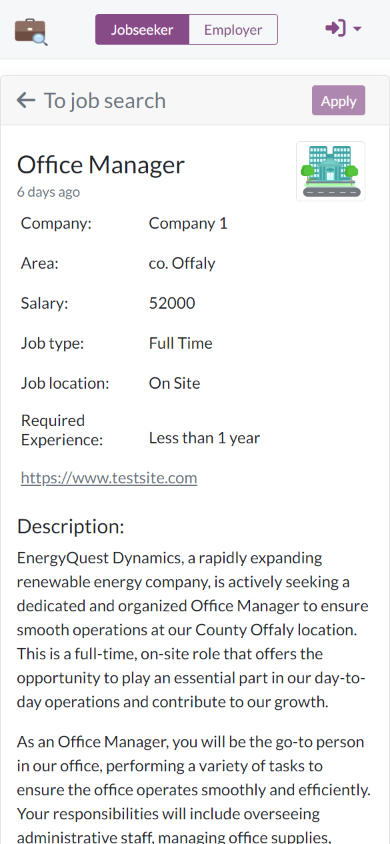 Jobseeker Employer
To job search
Apply
Office Manager
6 days ago
Company: Company 1
Area: co. Offaly
Salary: 52000
Job type: Full Time
Job location: On Site
Required
Experience: Less than 1 year
https://www.testsite.com
Description:
EnergyQuest Dynamics, a rapidly expanding
renewable energy company, is actively seeking a
dedicated and organized Office Manager to ensure
smooth operations at our County Offaly location.
This is a full-time, on-site role that offers the
opportunity to play an essential part in our day-to-
day operations and contribute to our growth.
As an Office Manager, you will be the go-to person
in our office, performing a variety of tasks to
ensure the office operates smoothly and efficiently.
Your responsibilities will include overseeing
administrative staff, managing office supplies,